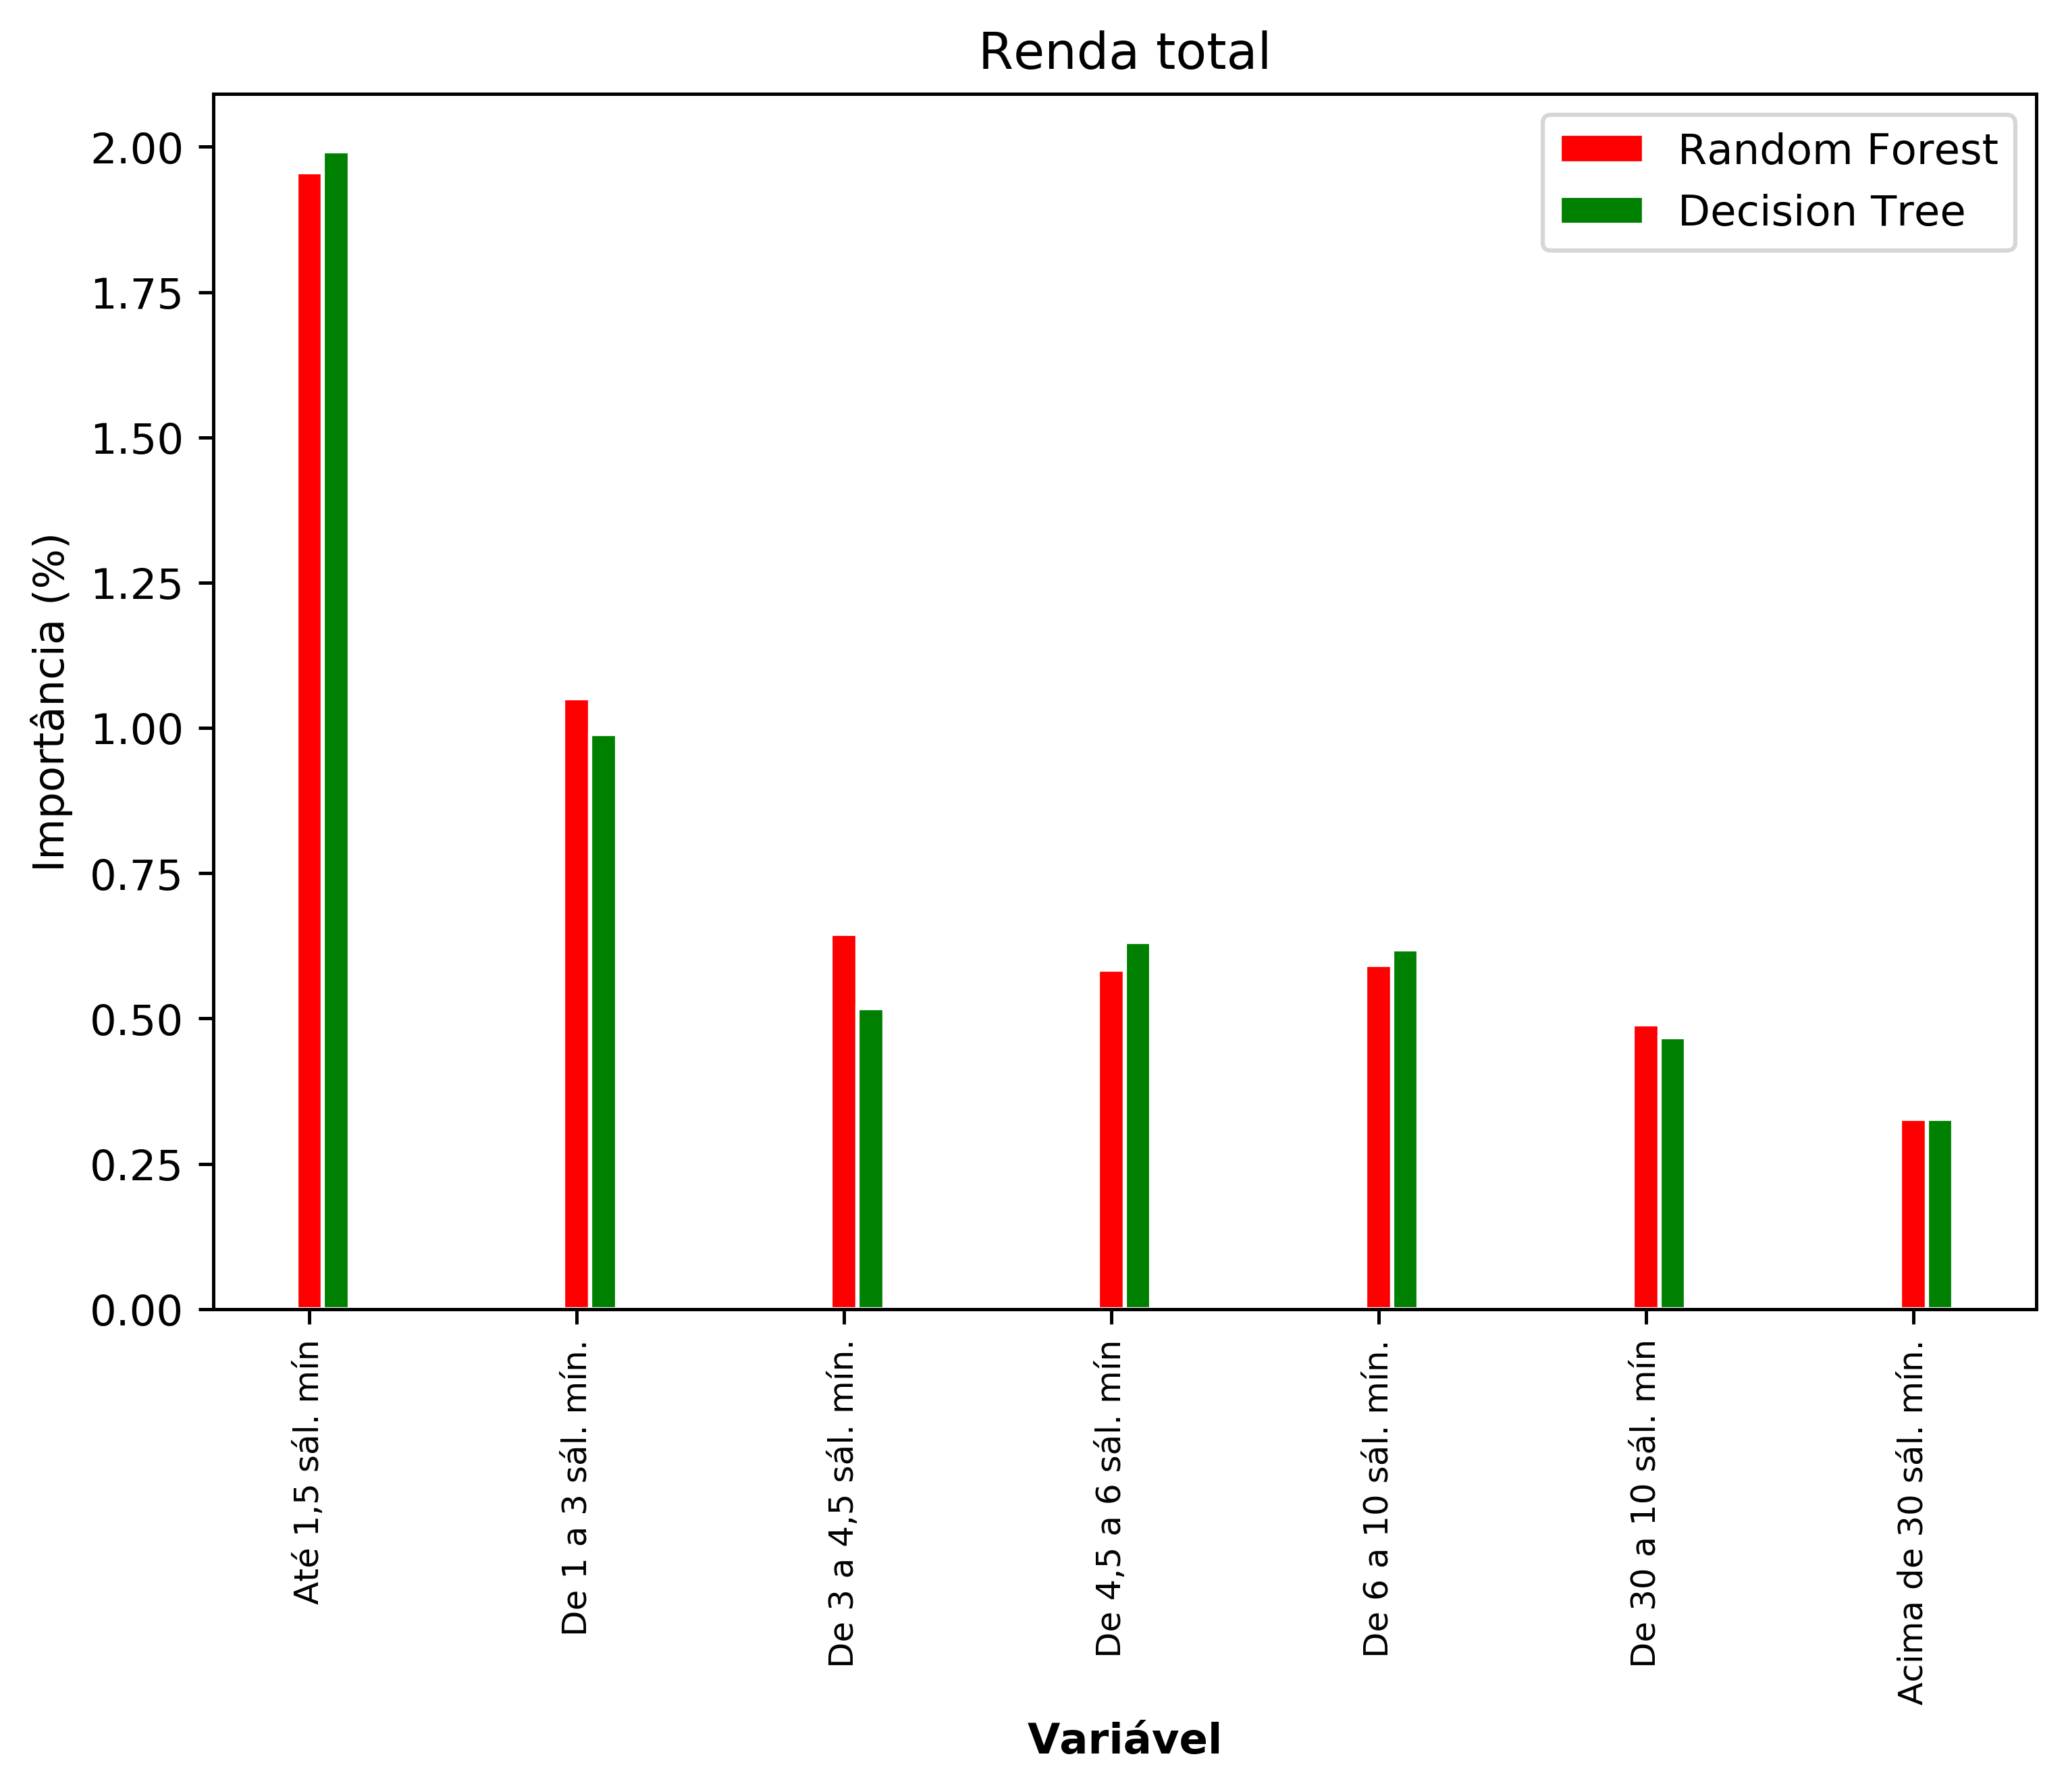 Renda total
Random Forest
Decision Tree
Importância (%)
2.00
1.75
1.50
1.25
1.00
0.75
0.50
0.25
0.00
Até 1,5 sál. mín
De 1 a 3 sál. mín.
De 3 a 4,5 sál. mín.
De 4,5 a 6 sál. mín
De 6 a 10 sál. mín.
De 30 a 10 sál. mín
Acima de 30 sál. mín.
Variável